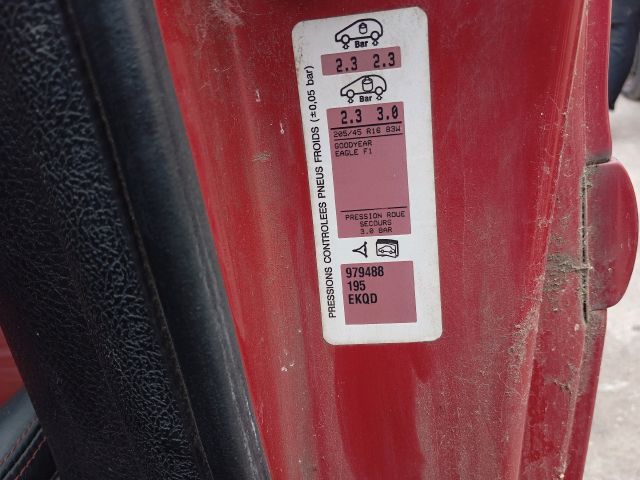 PRESSIONS CONTROLEES PNEUS FROIDS (±0,05 bar)
Bar
2.3 2.3
Bar
2.3 3.0
205/45 R16 83W
GOODYEAR
EAGLE F1
PRESSION ROUE
SECOURS
3.0 BAR
979488
195
EKQD